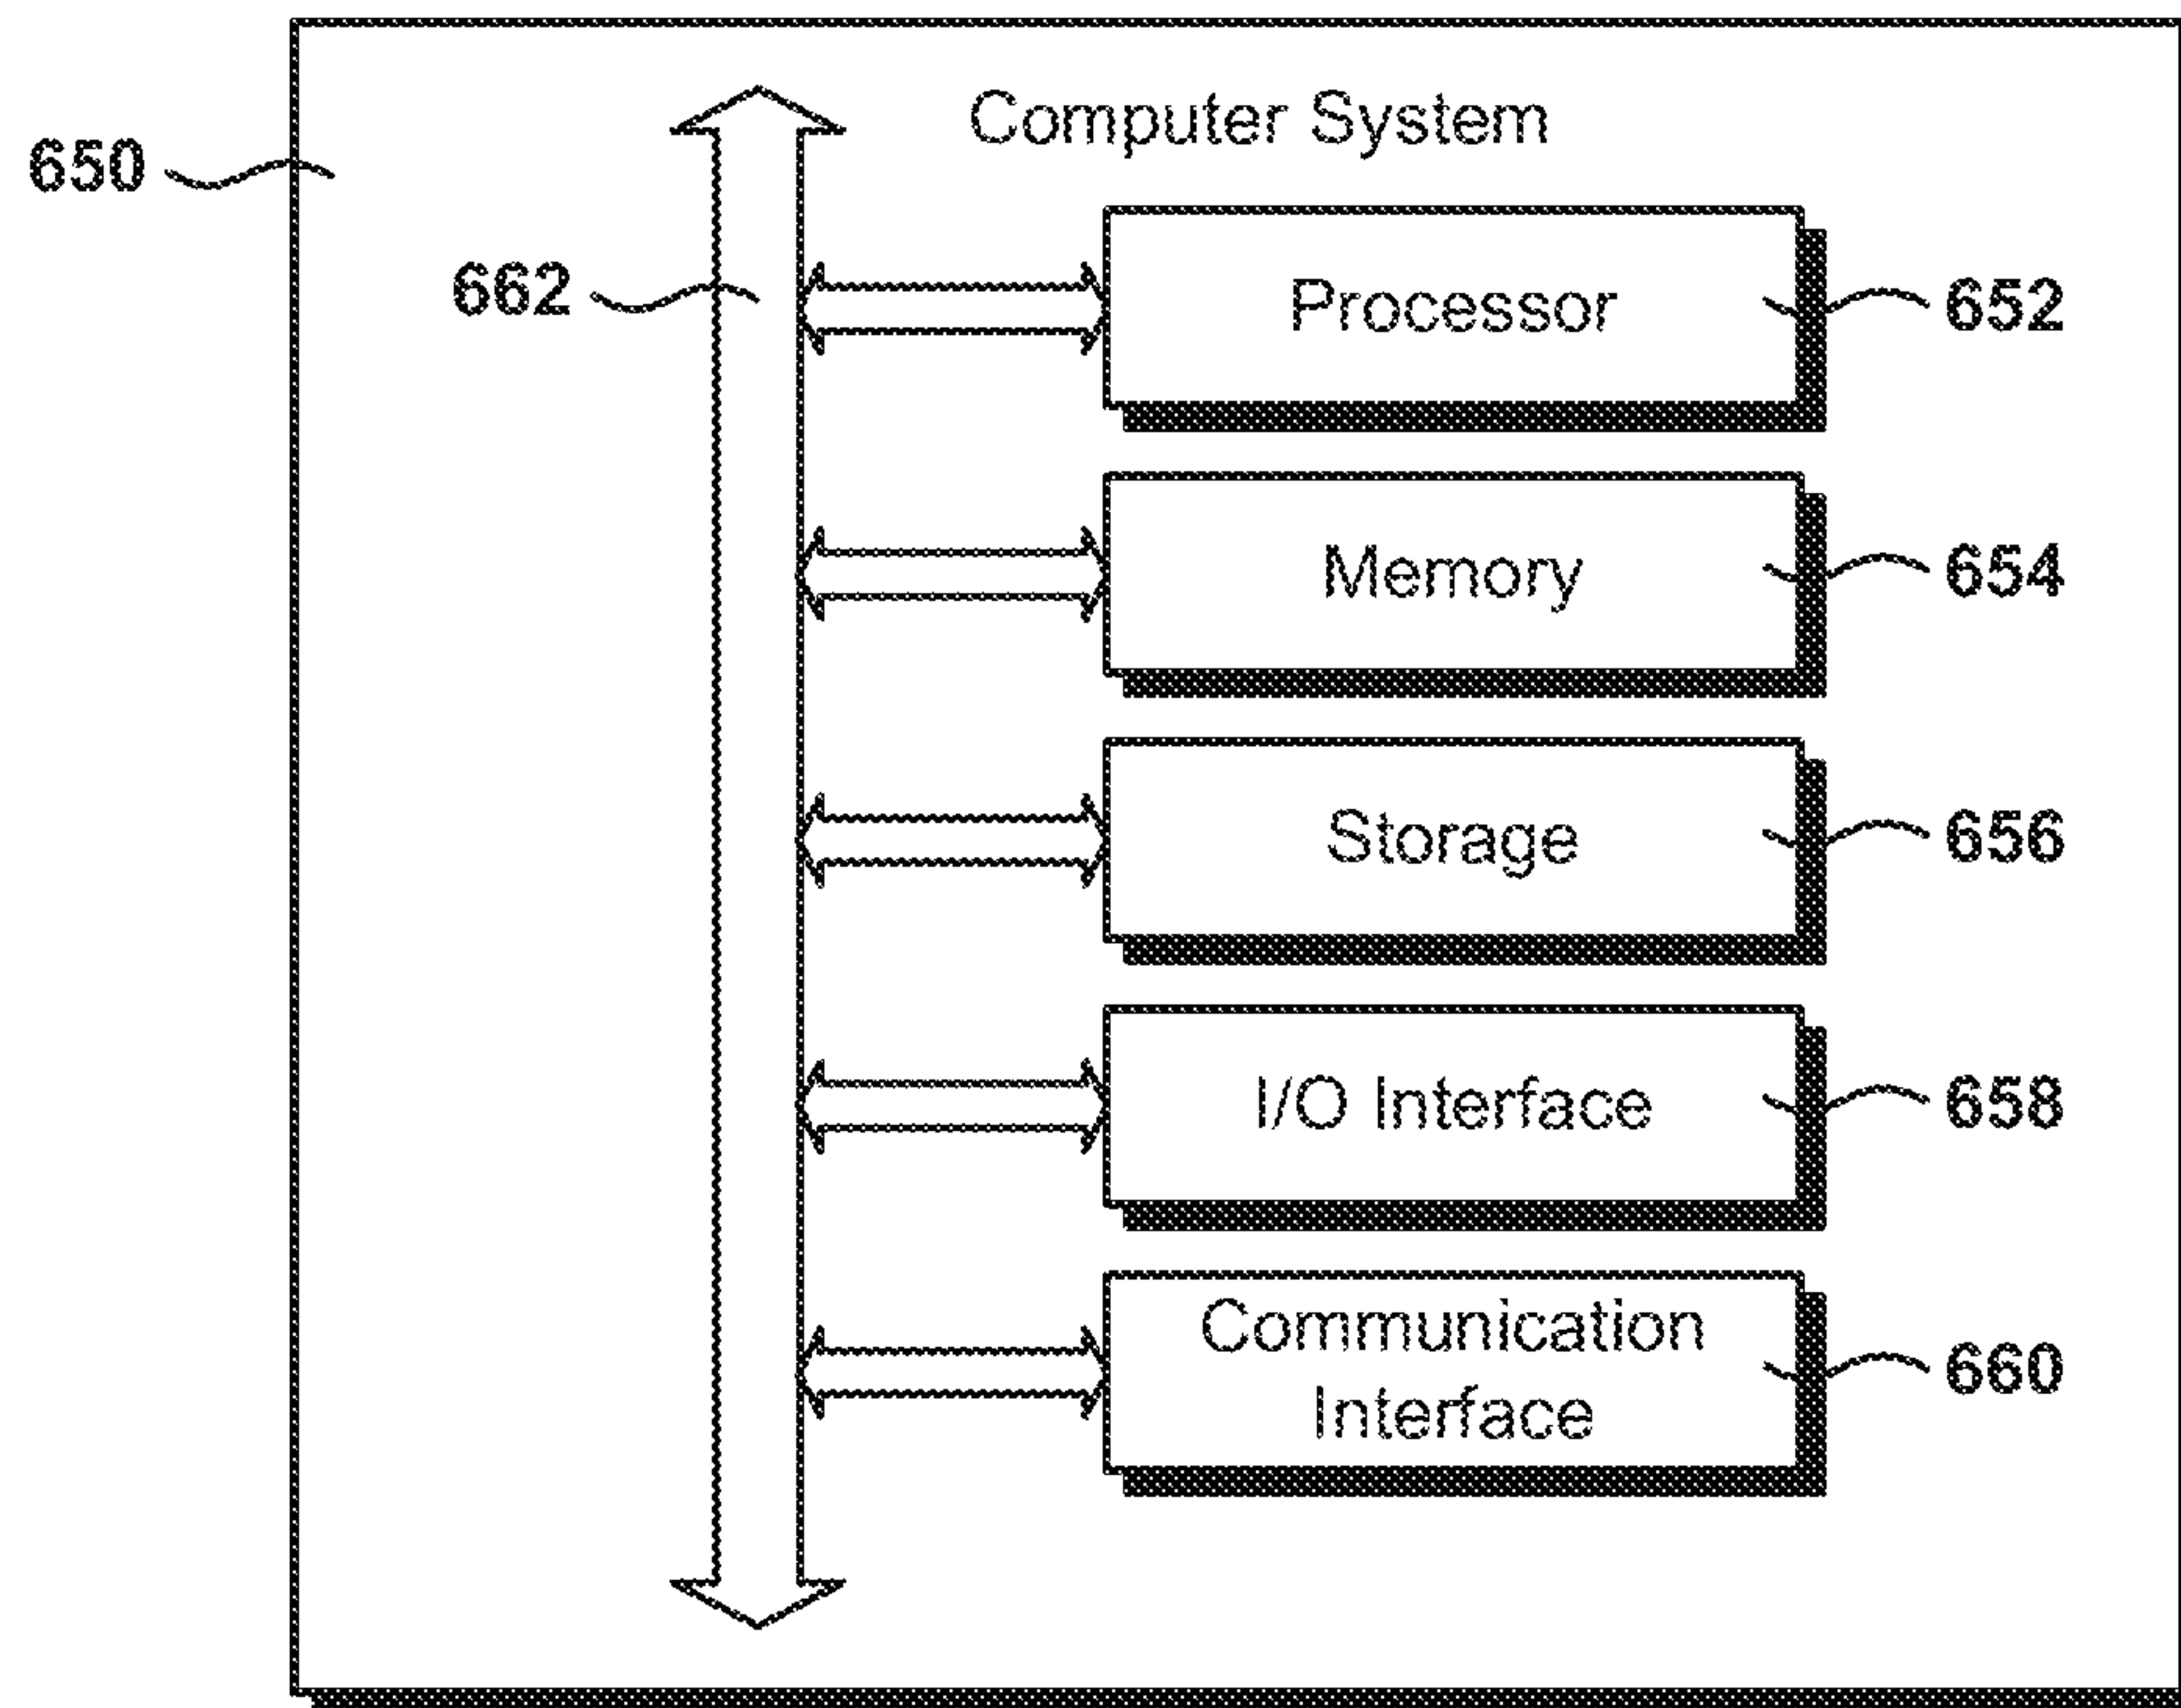 Computer System
650
662
Processor
652
Memory
654
Storage
656
I/O Interface
658
Communication
Interface
660